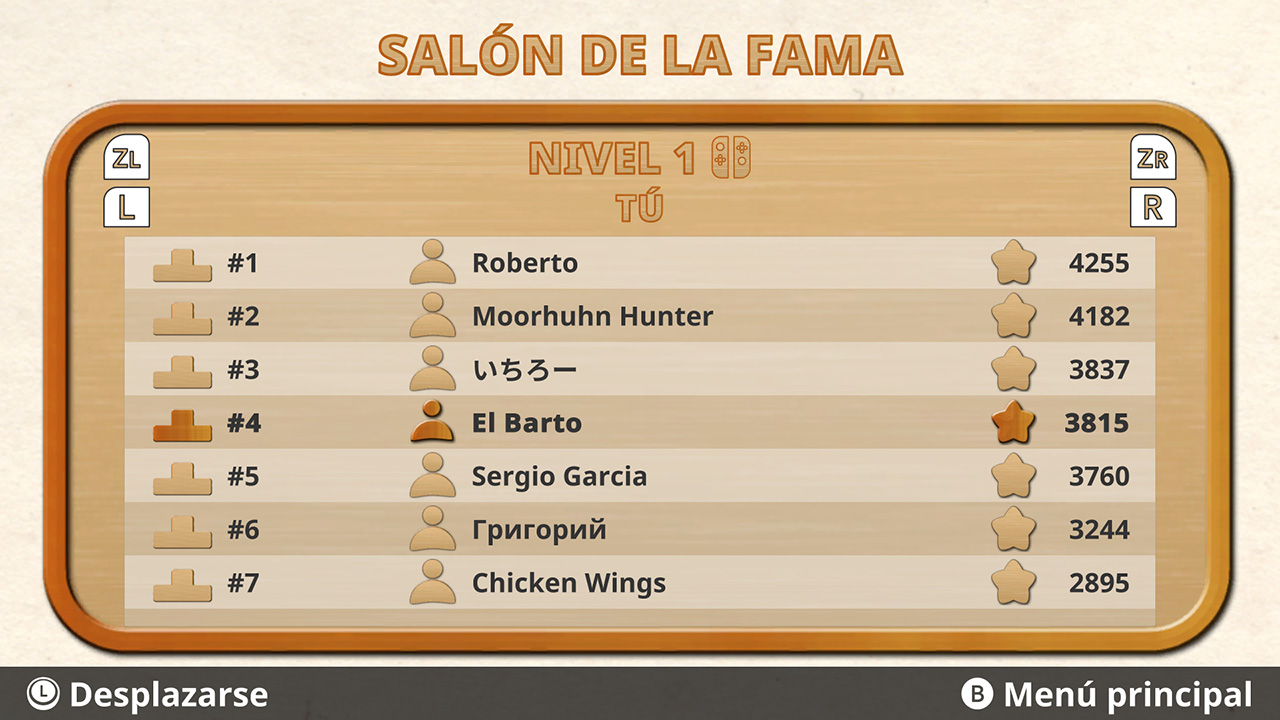 SALÓN DE LA FAMA
ZL NIVEL 1 ZR
L TÚ R
#1 Roberto 4255
#2 Moorhuhn Hunter 4182
#3 いちろー 3837
#4 El Barto 3815
#5 Sergio Garcia 3760
#6 Григорий 3244
#7 Chicken Wings 2895
L Desplazarse B Menú principal